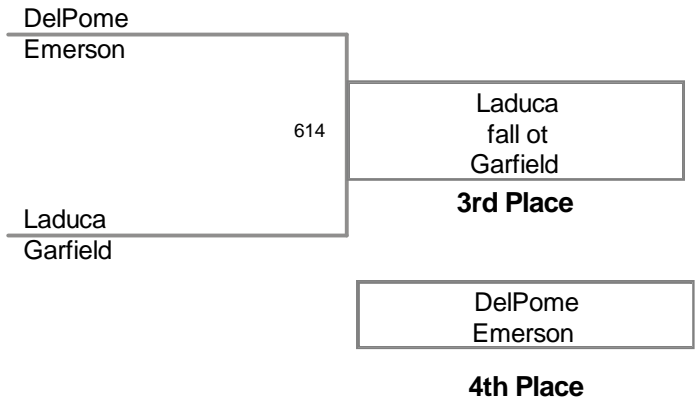 DelPome
Emerson
614
Laduca
fall ot
Garfield
3rd Place
Laduca
Garfield
DelPome
Emerson
4th Place